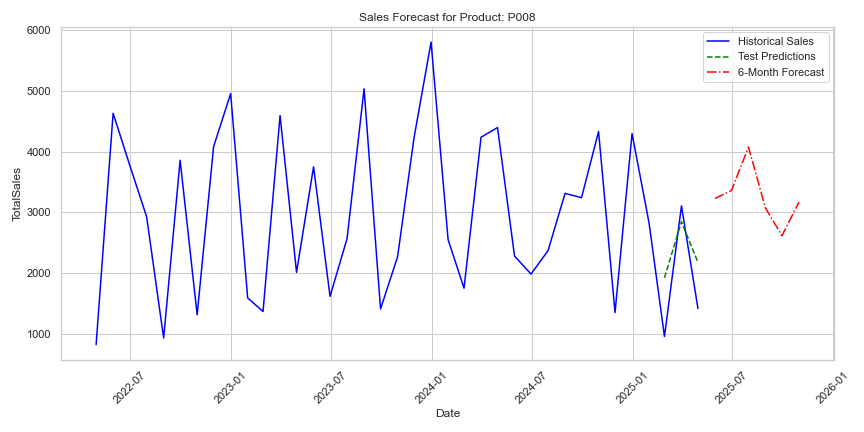 Sales Forecast for Product: P008
Historical Sales
Test Predictions
6-Month Forecast
TotalSales
6000
5000
4000
3000
2000
1000
2022-07
2023-01
2023-07
2024-01
2024-07
2025-01
2025-07
2026-01
Date